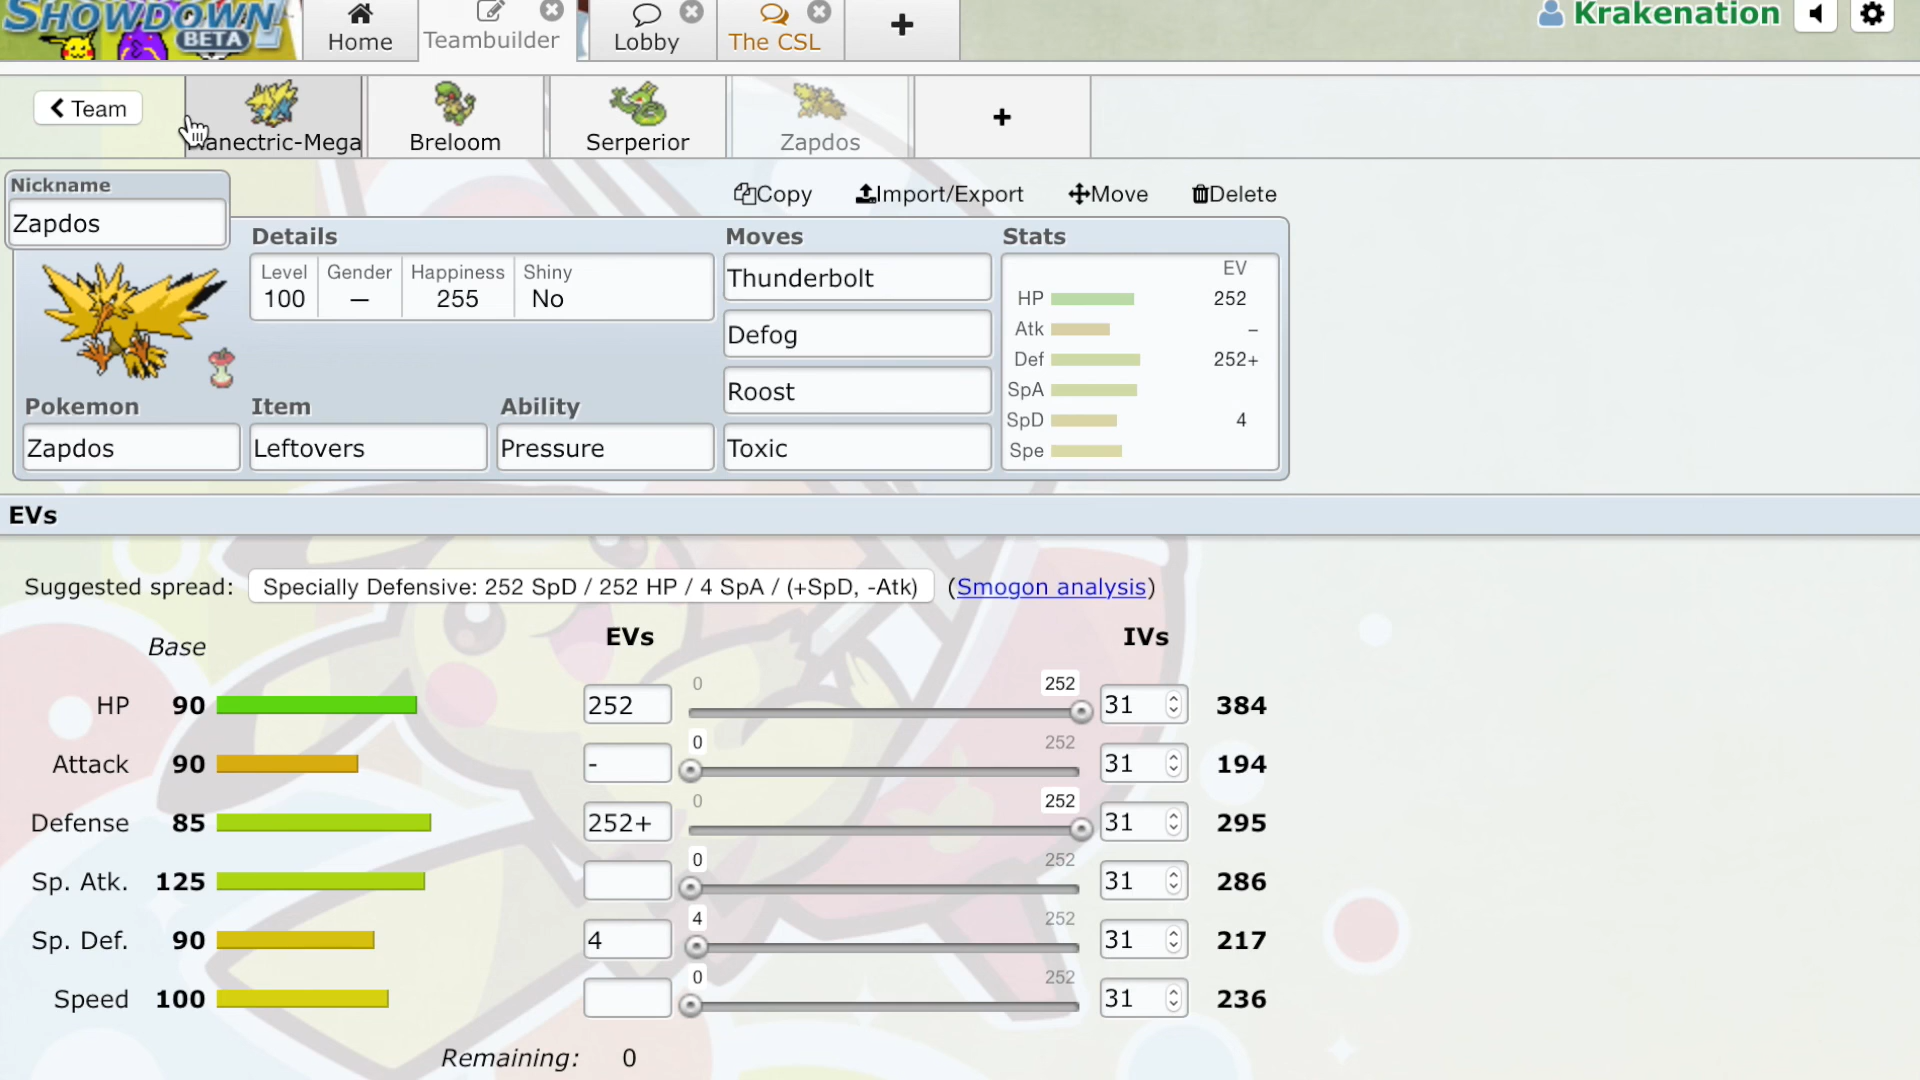 SHOWDOWN
BETA
Home
Teambuilder
Lobby
The CSL
+
Krakenation
Team
anectric-Mega
Breloom
Serperior
Zapdos
+
Nickname
Zapdos
Copy
Import/Export
Move
Delete
Details
Level
100
Gender
—
Happiness
255
Shiny
No
Pokemon
Zapdos
Item
Leftovers
Ability
Pressure
Moves
Thunderbolt
Defog
Roost
Toxic
Stats
EV
HP 252
Atk –
Def 252+
SpA
SpD 4
Spe
EVs
Suggested spread: Specially Defensive: 252 SpD / 252 HP / 4 SpA / (+SpD, -Atk) (Smogon analysis)
Base EVs IVs
0 252
HP 90 252 31 384
0 252
Attack 90 - 31 194
0 252
Defense 85 252+ 31 295
0 252
Sp. Atk. 125 31 286
4 252
Sp. Def. 90 4 31 217
0 252
Speed 100 31 236
Remaining: 0